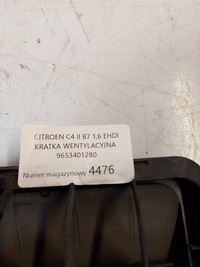 CITROEN C4 II B7 1,6 EHDI
KRATKA WENTYLACYJNA
9653401280
Numer magazynowy 4476